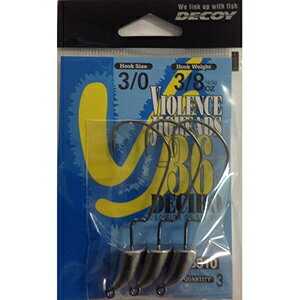 We link up with fish
DECOY
Hook Size
3/0
Hook Weight
3/8
oz
VIOLENCE
JIGHEADS
36
QUANTITY
3